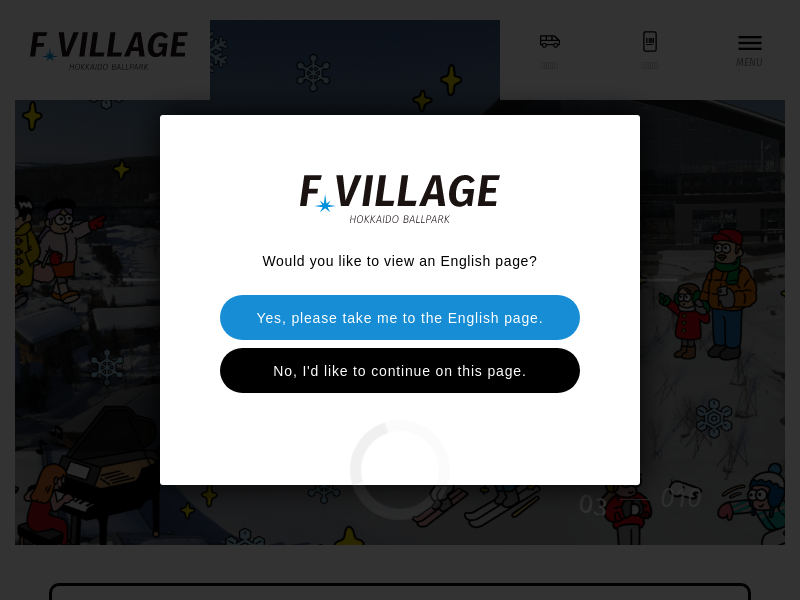 F VILLAGE
HOKKAIDO BALLPARK
MENU
F VILLAGE
HOKKAIDO BALLPARK
Would you like to view an English page?
Yes, please take me to the English page.
No, I'd like to continue on this page.
03
010